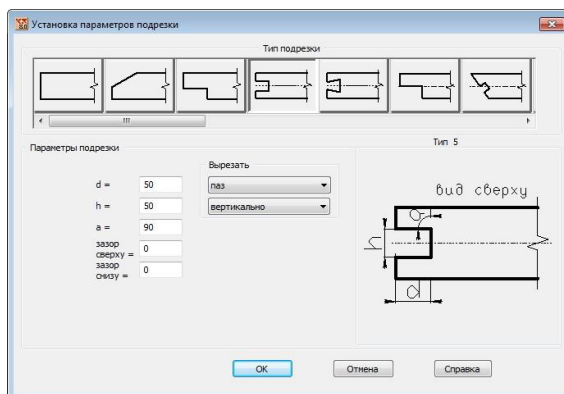 Установка параметров подрезки
Тип подрезки
Параметры подрезки
Тип 5
Вырезать
d = 50
паз
h = 50
вертикально
a = 90
зазор
сверху = 0
зазор
снизу = 0
вид сверху
a
h
d
OK
Отмена
Справка